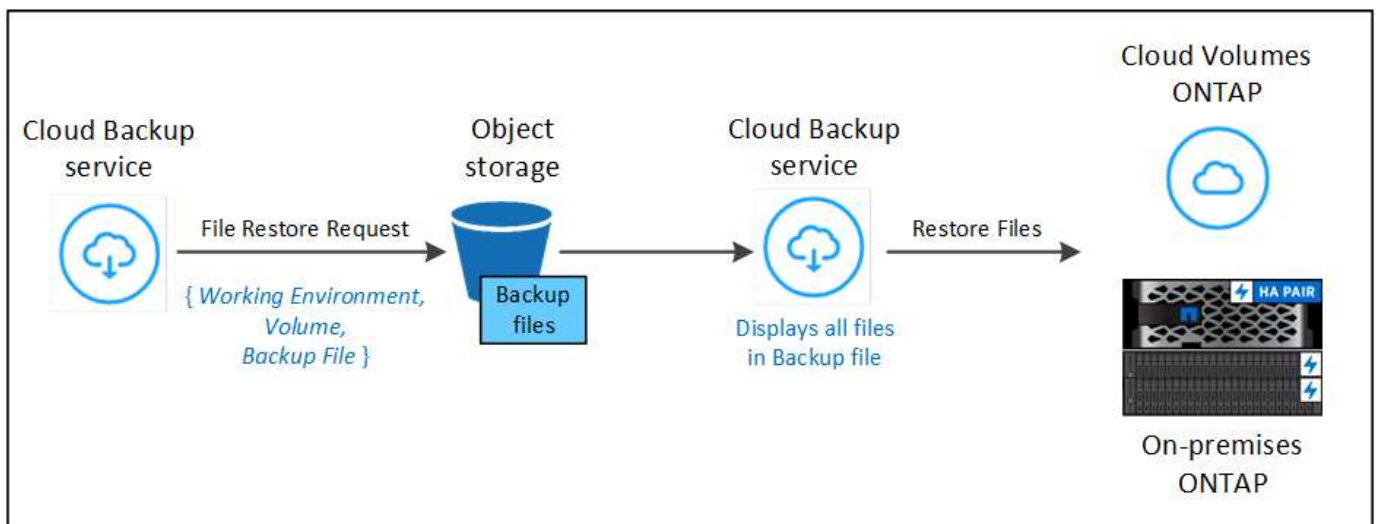 Cloud Backup
service
File Restore Request
{ Working Environment,
Volume,
Backup File }
Object
storage
Backup
files
Cloud Backup
service
Displays all files
in Backup file
Restore Files
Cloud Volumes
ONTAP
HA PAIR
On-premises
ONTAP